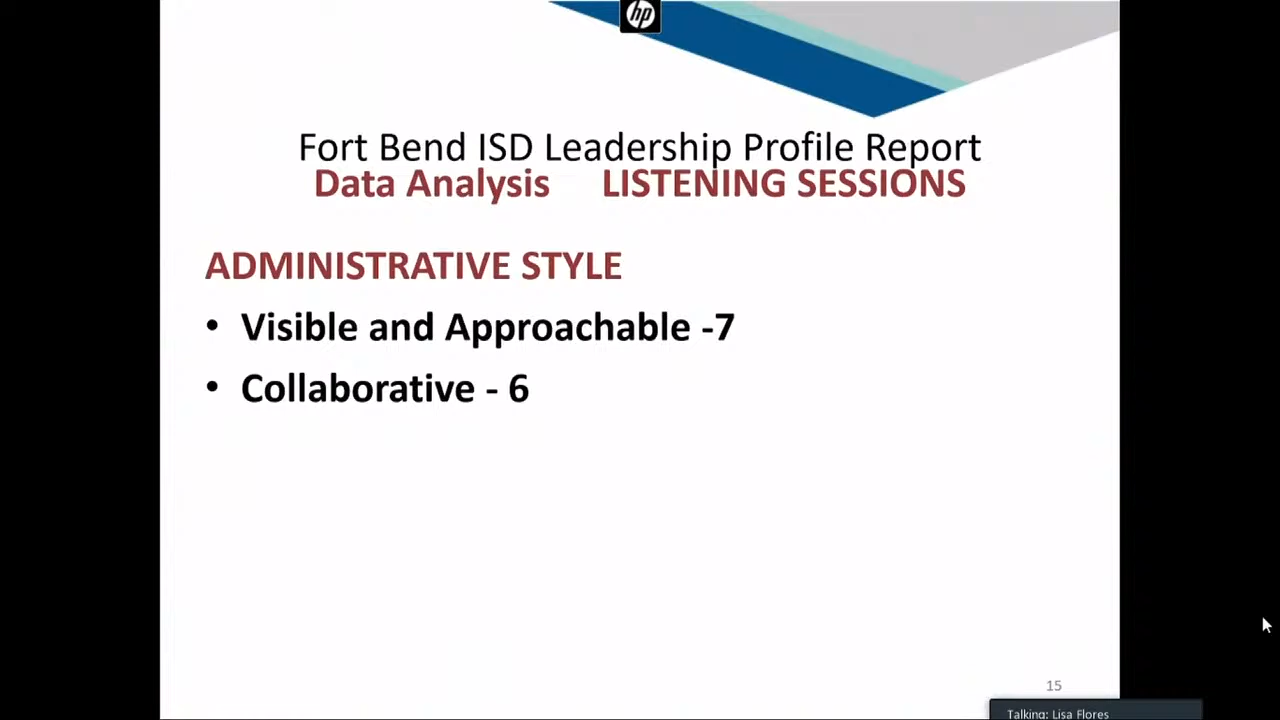 hp
Fort Bend ISD Leadership Profile Report
Data Analysis LISTENING SESSIONS
ADMINISTRATIVE STYLE
• Visible and Approachable -7
• Collaborative - 6
15
Talking: Lisa Flores